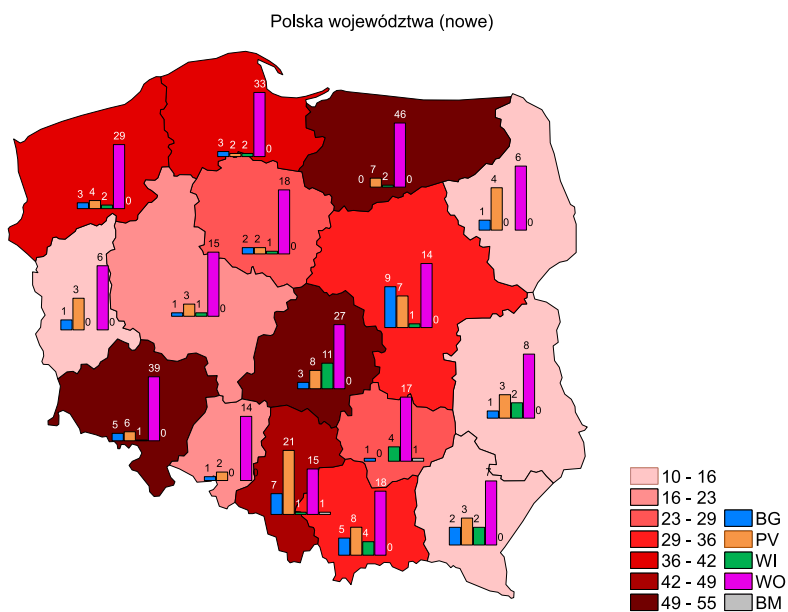 Polska województwa (nowe)
3 4 2 29 0
3 2 2 33 0
0 7 2 46 0
1 4 0 6 0
2 2 1 18 0
1 3 0 6 0
1 3 1 15 0
9 7 1 14 0
3 8 11 27 0
1 3 2 8 0
5 6 1 39 0
1 2 0 14 0
1 0 4 17 1
7 21 1 15 1
5 8 4 18 0
2 3 2 7 0
10 - 16
16 - 23
23 - 29
29 - 36
36 - 42
42 - 49
49 - 55
BG
PV
WI
WO
BM